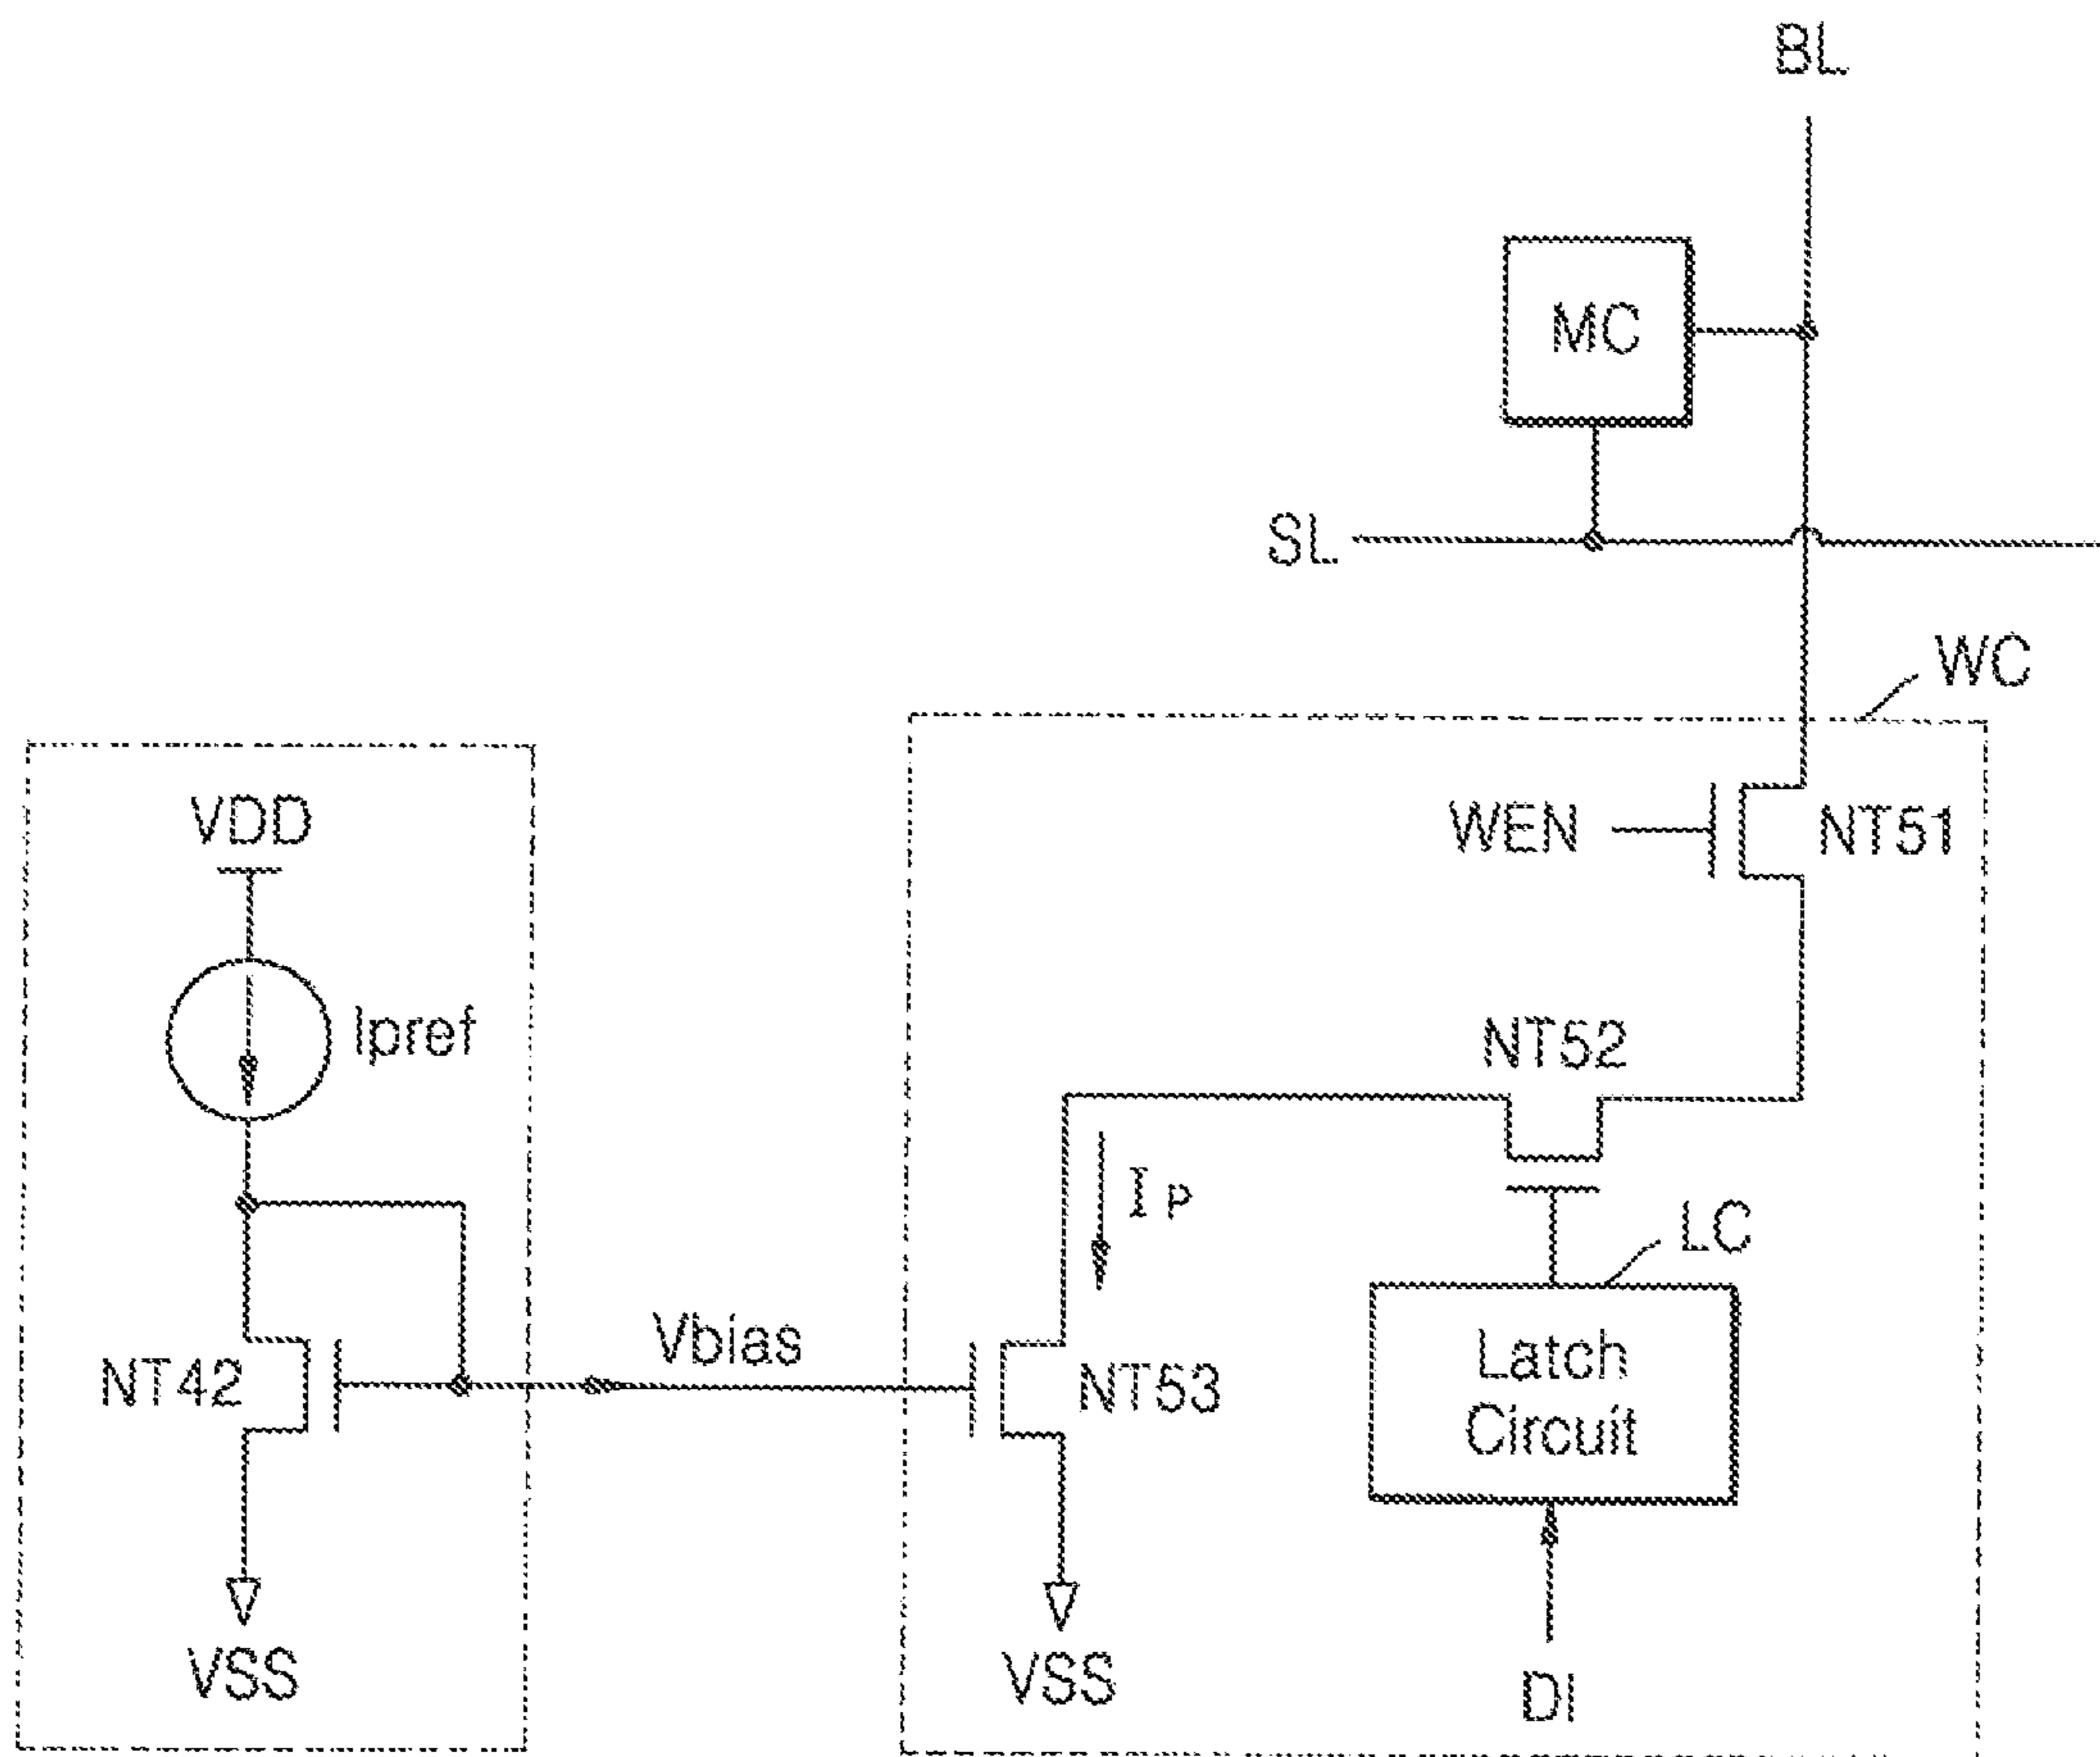 BL
MC
SL
WC
VDD
WEN
NT51
Ipref
NT52
IP
LC
Vbias
NT42
NT53
Latch
Circuit
VSS
VSS
DI